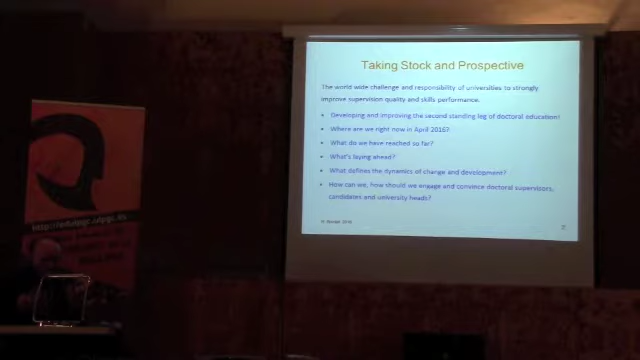 Taking Stock and Prospective
The world wide challenge and responsibility of universities to strongly
improve supervision quality and skills performance.
• Developing and improving the second standing leg of doctoral education!
• Where are we right now in April 2016?
• What do we have reached so far?
• What's laying ahead?
• What defines the dynamics of change and development?
• How can we, how should we engage and convince doctoral supervisors,
candidates and university heads?